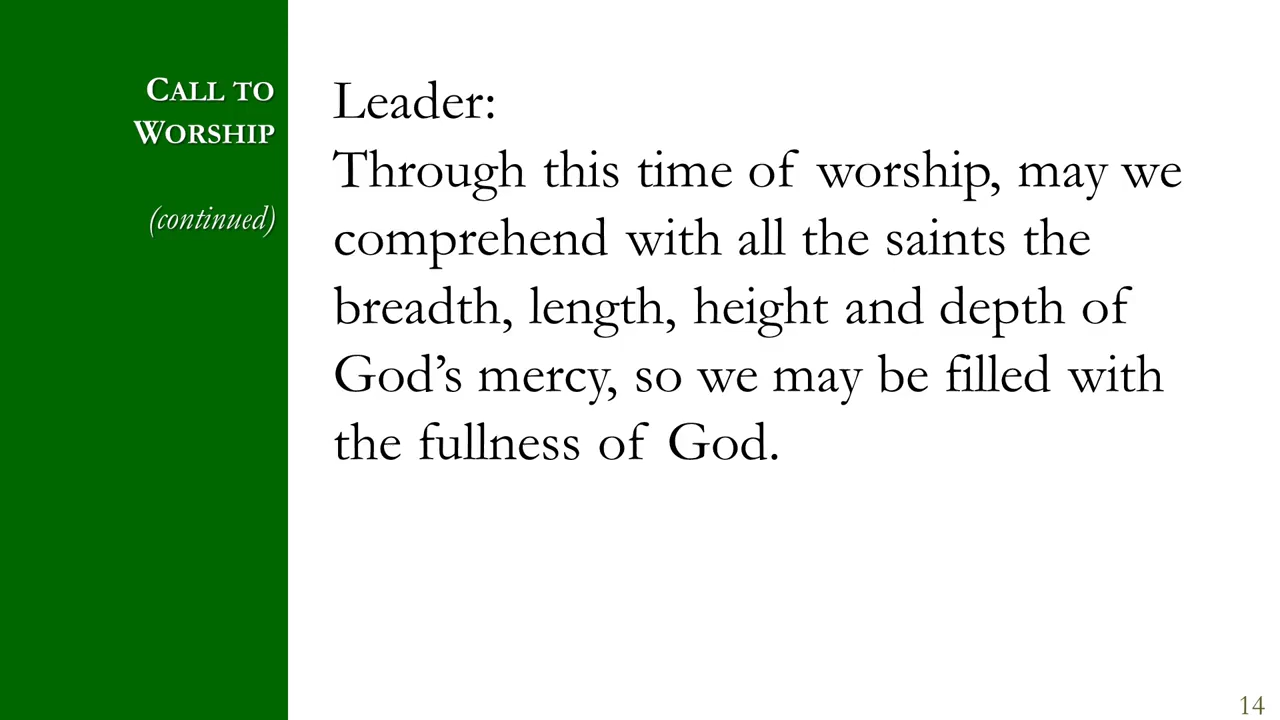 CALL TO
WORSHIP
(continued)
Leader:
Through this time of worship, may we
comprehend with all the saints the
breadth, length, height and depth of
God’s mercy, so we may be filled with
the fullness of God.
14